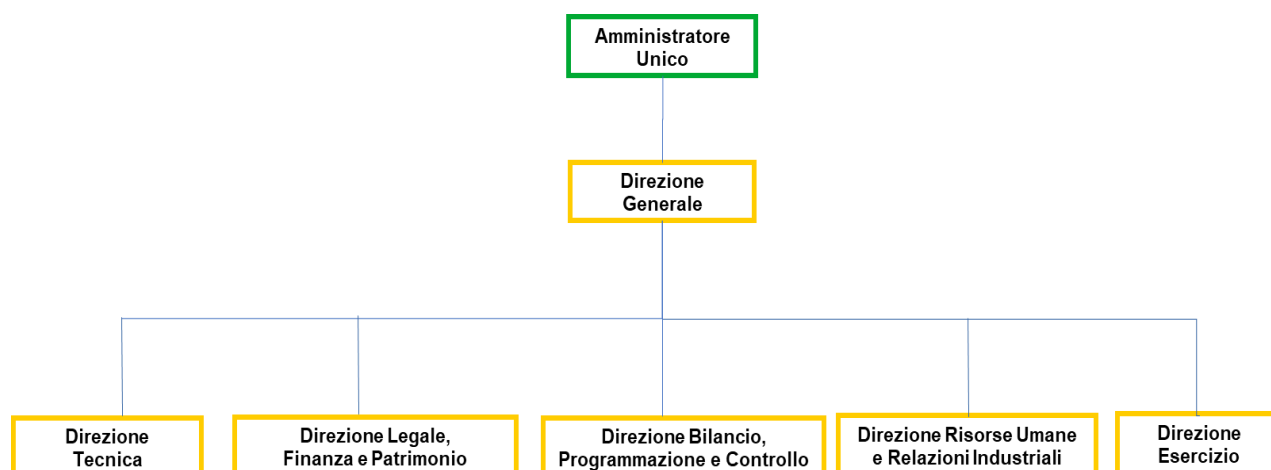 Amministratore
Unico
Direzione
Generale
Direzione
Tecnica
Direzione Legale,
Finanza e Patrimonio
Direzione Bilancio,
Programmazione e Controllo
Direzione Risorse Umane
e Relazioni Industriali
Direzione
Esercizio